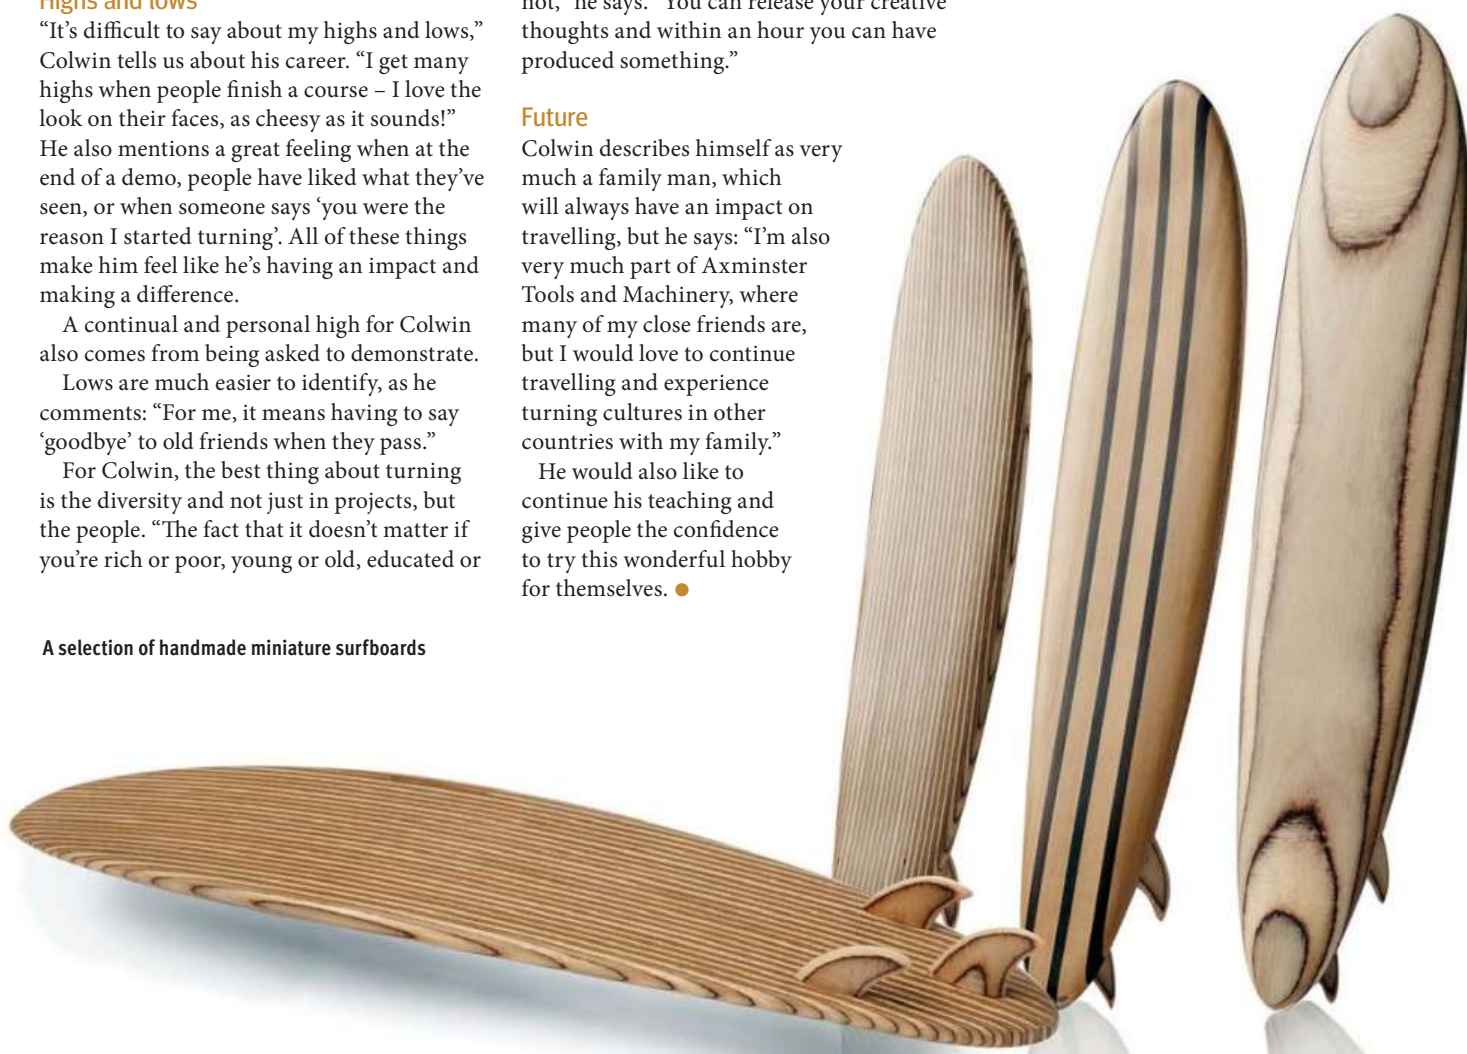 Highs and lows
“It’s difficult to say about my highs and lows,”
Colwin tells us about his career. “I get many
highs when people finish a course – I love the
look on their faces, as cheesy as it sounds!”
He also mentions a great feeling when at the
end of a demo, people have liked what they’ve
seen, or when someone says ‘you were the
reason I started turning’. All of these things
make him feel like he’s having an impact and
making a difference.
A continual and personal high for Colwin
also comes from being asked to demonstrate.
Lows are much easier to identify, as he
comments: “For me, it means having to say
‘goodbye’ to old friends when they pass.”
For Colwin, the best thing about turning
is the diversity and not just in projects, but
the people. “The fact that it doesn’t matter if
you’re rich or poor, young or old, educated or
not,” he says. “You can release your creative
thoughts and within an hour you can have
produced something.”
Future
Colwin describes himself as very
much a family man, which
will always have an impact on
travelling, but he says: “I’m also
very much part of Axminster
Tools and Machinery, where
many of my close friends are,
but I would love to continue
travelling and experience
turning cultures in other
countries with my family.”
He would also like to
continue his teaching and
give people the confidence
to try this wonderful hobby
for themselves. ●
A selection of handmade miniature surfboards